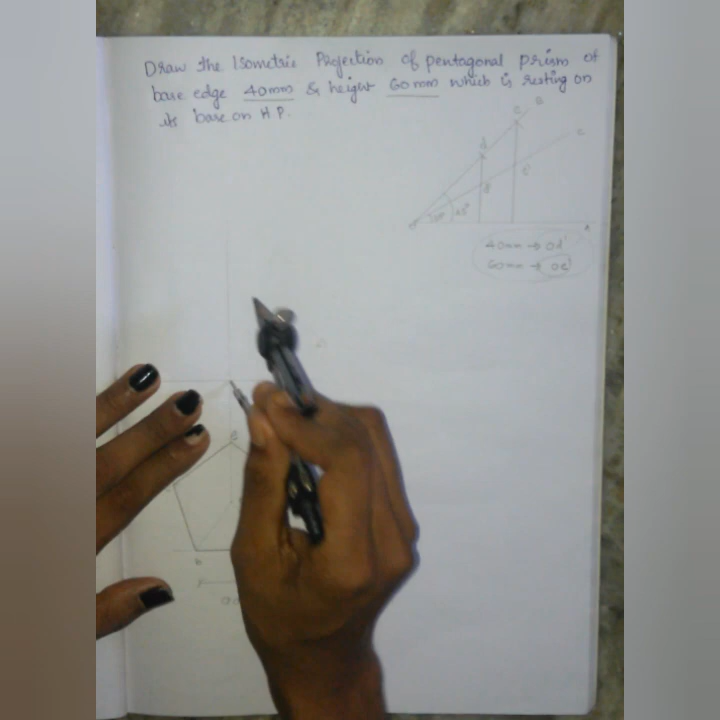 Draw the Isometric Projection of pentagonal prism of
base edge 40mm & height 60mm which is resting on
its base on H.P.
B
e
C
d
e'
d'
30° 45°
O
A
40mm → Od'
60mm → Oe'
b